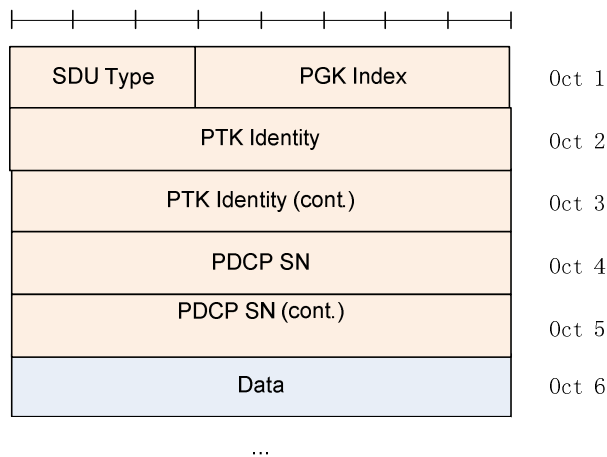 SDU Type PGK Index Oct 1
PTK Identity Oct 2
PTK Identity (cont.) Oct 3
PDCP SN Oct 4
PDCP SN (cont.) Oct 5
Data Oct 6
...